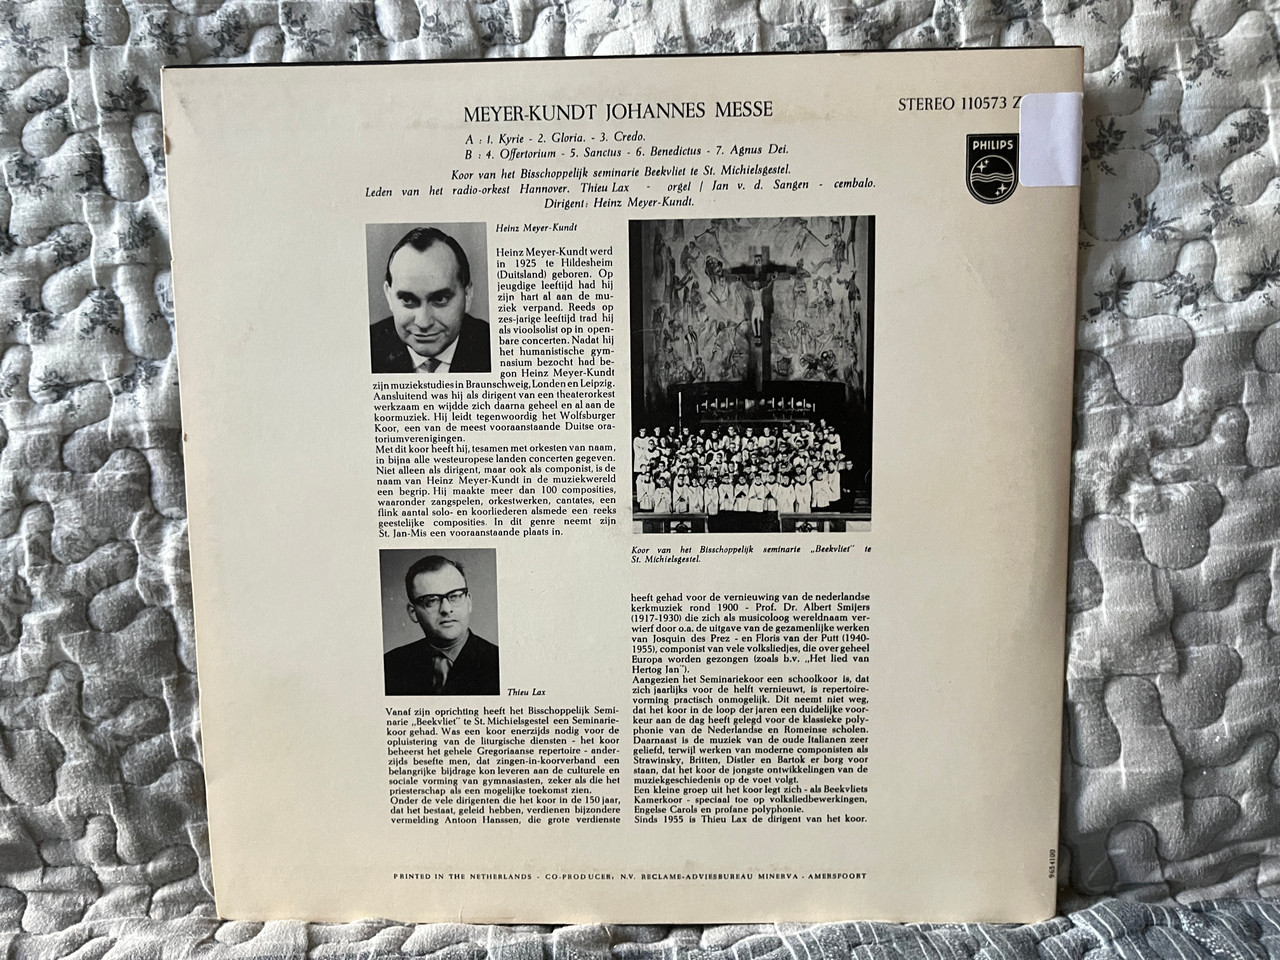 MEYER-KUNDT JOHANNES MESSE
STEREO 110573 Z
A : 1. Kyrie - 2. Gloria. - 3. Credo.
B : 4. Offertorium - 5. Sanctus - 6. Benedictus - 7. Agnus Dei.
Koor van het Bisschoppelijk seminarie Beekvliet te St. Michielsgestel.
Leden van het radio-orkest Hannover. Thieu Lax - orgel / Jan v. d. Sangen - cembalo.
Dirigent: Heinz Meyer-Kundt.
PHILIPS
Heinz Meyer-Kundt
Heinz Meyer-Kundt werd
in 1925 te Hildesheim
(Duitsland) geboren. Op
jeugdige leeftijd had hij
zijn hart al aan de mu-
ziek verpand. Reeds op
zes-jarige leeftijd trad hij
als vioolsolist op in open-
bare concerten. Nadat hij
het humanistische gym-
nasium bezocht had be-
gon Heinz Meyer-Kundt
zijn muziekstudies in Braunschweig, Londen en Leipzig.
Aansluitend was hij als dirigent van een theaterorkest
werkzaam en wijdde zich daarna geheel en al aan de
koormuziek. Hij leidt tegenwoordig het Wolfsburger
Koor, een van de meest vooraanstaande Duitse ora-
toriumverenigingen.
Met dit koor heeft hij, tesamen met orkesten van naam,
in bijna alle westeuropese landen concerten gegeven.
Niet alleen als dirigent, maar ook als componist, is de
naam van Heinz Meyer-Kundt in de muziekwereld
een begrip. Hij maakte meer dan 100 composities,
waaronder zangspelen, orkestwerken, cantates, een
flink aantal solo- en koorliederen alsmede een reeks
geestelijke composities. In dit genre neemt zijn
St. Jan-Mis een vooraanstaande plaats in.
Thieu Lax
Vanaf zijn oprichting heeft het Bisschoppelijk Semi-
narie „Beekvliet" te St. Michielsgestel een Seminarie-
koor gehad. Was een koor enerzijds nodig voor de
opluistering van de liturgische diensten - het koor
beheerst het gehele Gregoriaanse repertoire - ander-
zijds besefte men, dat zingen-in-koorverband een
belangrijke bijdrage kon leveren aan de culturele en
sociale vorming van gymnasiasten, zeker als die het
priesterschap als een mogelijke toekomst zien.
Onder de vele dirigenten die het koor in de 150 jaar,
dat het bestaat, geleid hebben, verdienen bijzondere
vermelding Antoon Hanssen, die grote verdienste
Koor van het Bisschoppelijk seminarie „Beekvliet" te
St. Michielsgestel.
heeft gehad voor de vernieuwing van de nederlandse
kerkmuziek rond 1900 - Prof. Dr. Albert Smijers
(1917-1930) die zich als musicoloog wereldnaam ver-
wierf door o.a. de uitgave van de gezamenlijke werken
van Josquin des Prez - en Floris van der Putt (1940-
1955), componist van vele volksliedjes, die over geheel
Europa worden gezongen (zoals b.v. „Het lied van
Hertog Jan").
Aangezien het Seminariekoor een schoolkoor is, dat
zich jaarlijks voor de helft vernieuwt, is repertoire-
vorming practisch onmogelijk. Dit neemt niet weg,
dat het koor in de loop der jaren een duidelijke voor-
keur aan de dag heeft gelegd voor de klassieke poly-
phonie van de Nederlandse en Romeinse scholen.
Daarnaast is de muziek van de oude Italianen zeer
geliefd, terwijl werken van moderne componisten als
Strawinsky, Britten, Distler en Bartok er borg voor
staan, dat het koor de jongste ontwikkelingen van de
muziekgeschiedenis op de voet volgt.
Een kleine groep uit het koor legt zich - als Beekvliets
Kamerkoor - speciaal toe op volksliedbewerkingen,
Engelse Carols en profane polyphonie.
Sinds 1955 is Thieu Lax de dirigent van het koor.
PRINTED IN THE NETHERLANDS - CO-PRODUCER: N.V. RECLAME-ADVIESBUREAU MINERVA - AMERSFOORT